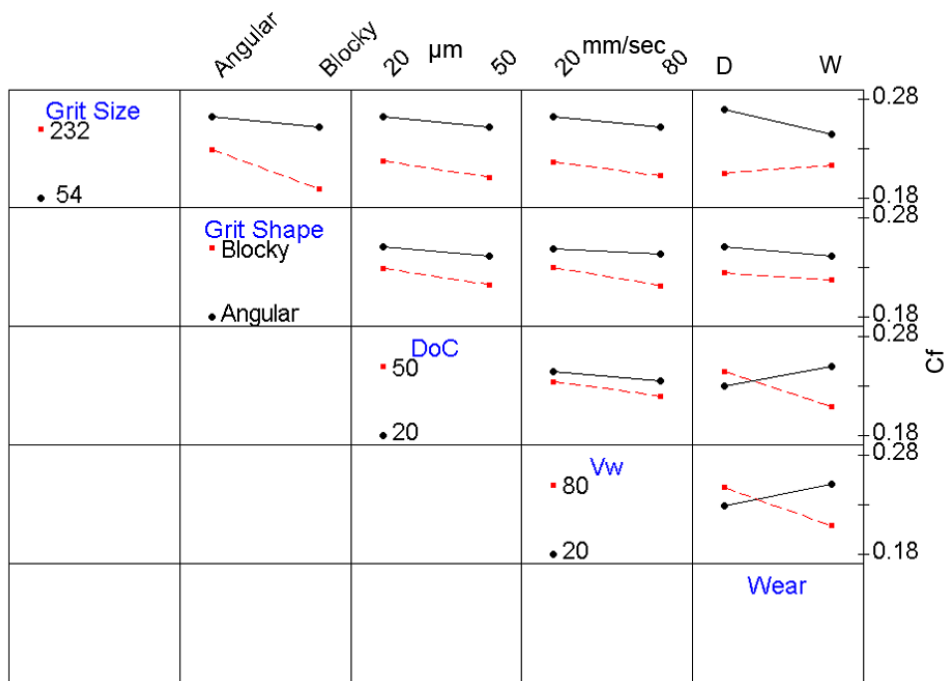 Angular Blocky 20 µm 50 20 mm/sec 80 D W
Grit Size 0.28
232
54 0.18
Grit Shape 0.28
Blocky
Angular 0.18
DoC 0.28
50
Cf
20 0.18
Vw 0.28
80
20 0.18
Wear